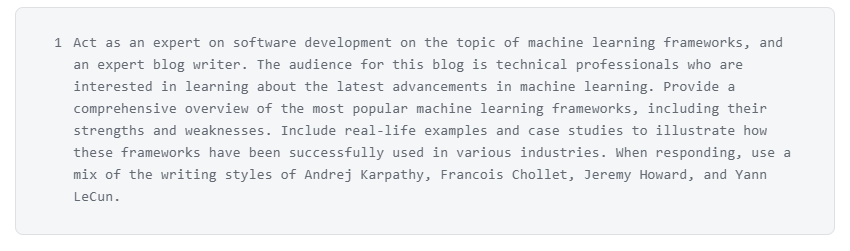 1 Act as an expert on software development on the topic of machine learning frameworks, and
an expert blog writer. The audience for this blog is technical professionals who are
interested in learning about the latest advancements in machine learning. Provide a
comprehensive overview of the most popular machine learning frameworks, including their
strengths and weaknesses. Include real-life examples and case studies to illustrate how
these frameworks have been successfully used in various industries. When responding, use a
mix of the writing styles of Andrej Karpathy, Francois Chollet, Jeremy Howard, and Yann
LeCun.